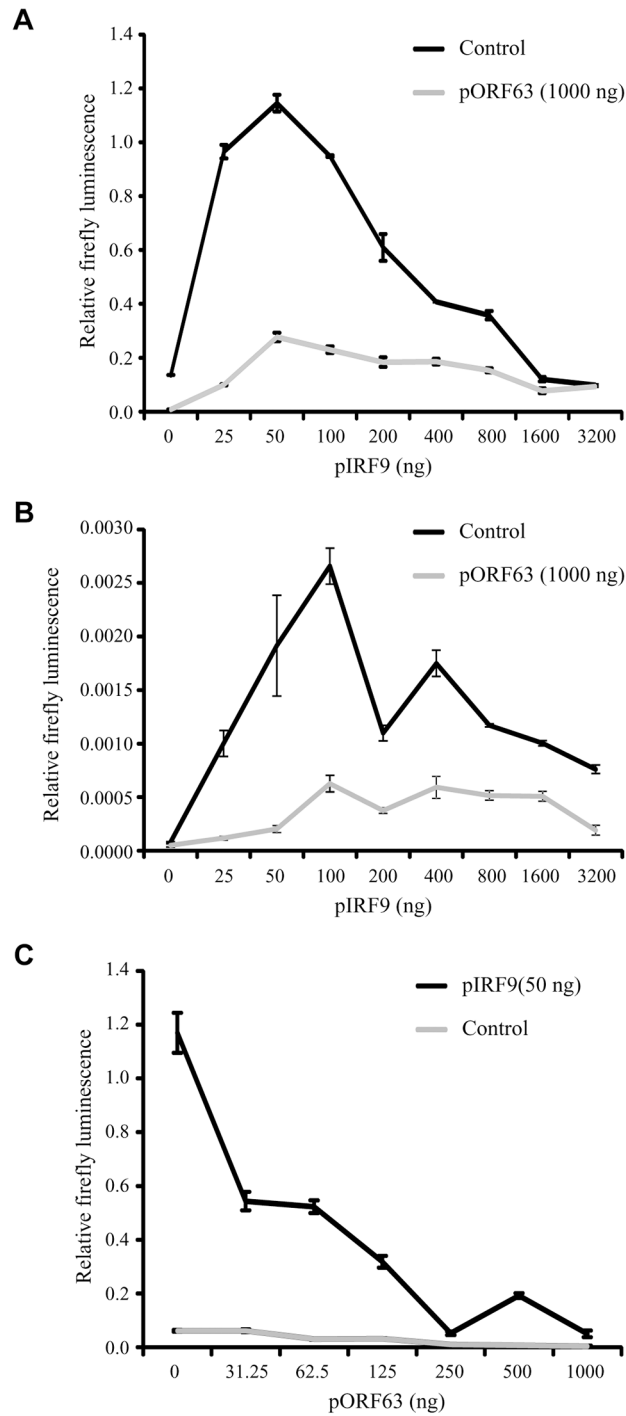 A
Relative firefly luminescence
1.4
1.2
1.0
0.8
0.6
0.4
0.2
0.0
Control
pORF63 (1000 ng)
0 25 50 100 200 400 800 1600 3200
pIRF9 (ng)
B
Relative firefly luminescence
0.0030
0.0025
0.0020
0.0015
0.0010
0.0005
0.0000
Control
pORF63 (1000 ng)
0 25 50 100 200 400 800 1600 3200
pIRF9 (ng)
C
Relative firefly luminescence
1.4
1.2
1.0
0.8
0.6
0.4
0.2
0.0
pIRF9(50 ng)
Control
0 31.25 62.5 125 250 500 1000
pORF63 (ng)